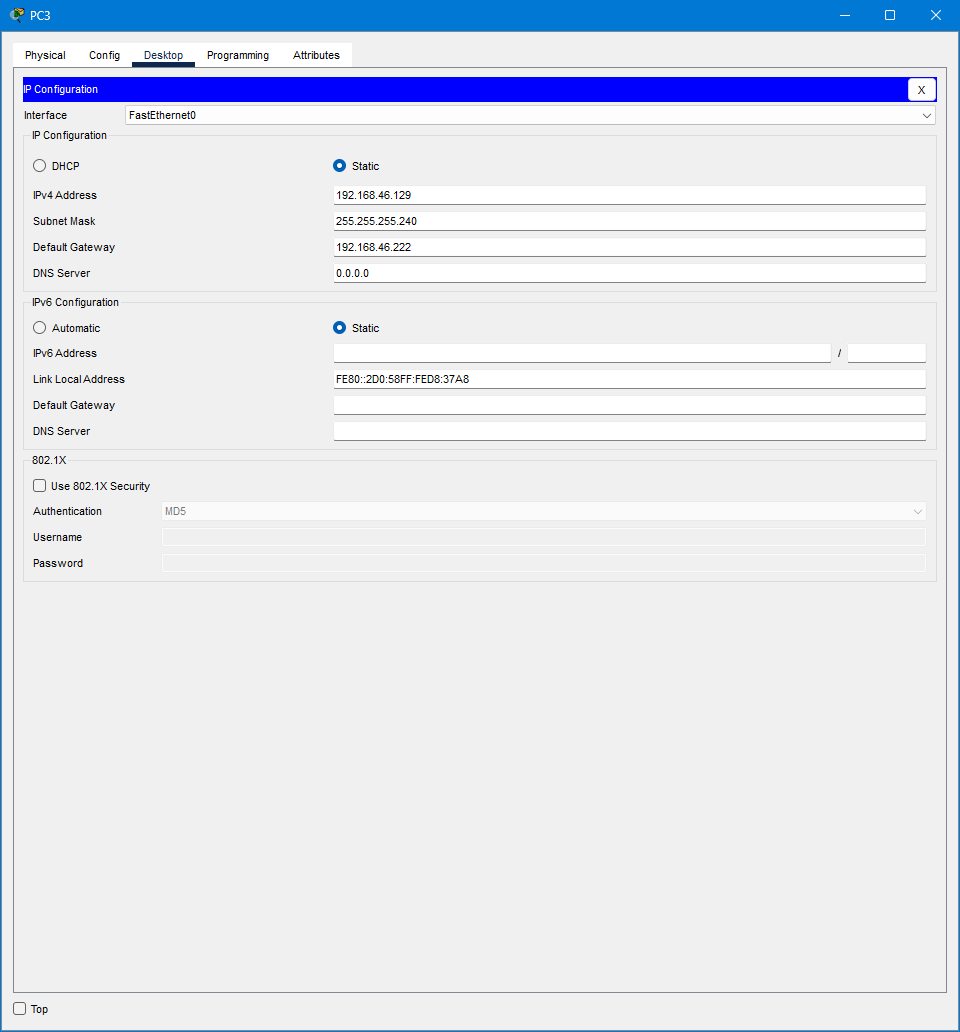 PC3
Physical Config Desktop Programming Attributes
IP Configuration X
Interface FastEthernet0
IP Configuration
DHCP Static
IPv4 Address 192.168.46.129
Subnet Mask 255.255.255.240
Default Gateway 192.168.46.222
DNS Server 0.0.0.0
IPv6 Configuration
Automatic Static
IPv6 Address /
Link Local Address FE80::2D0:58FF:FED8:37A8
Default Gateway
DNS Server
802.1X
Use 802.1X Security
Authentication MD5
Username
Password
Top